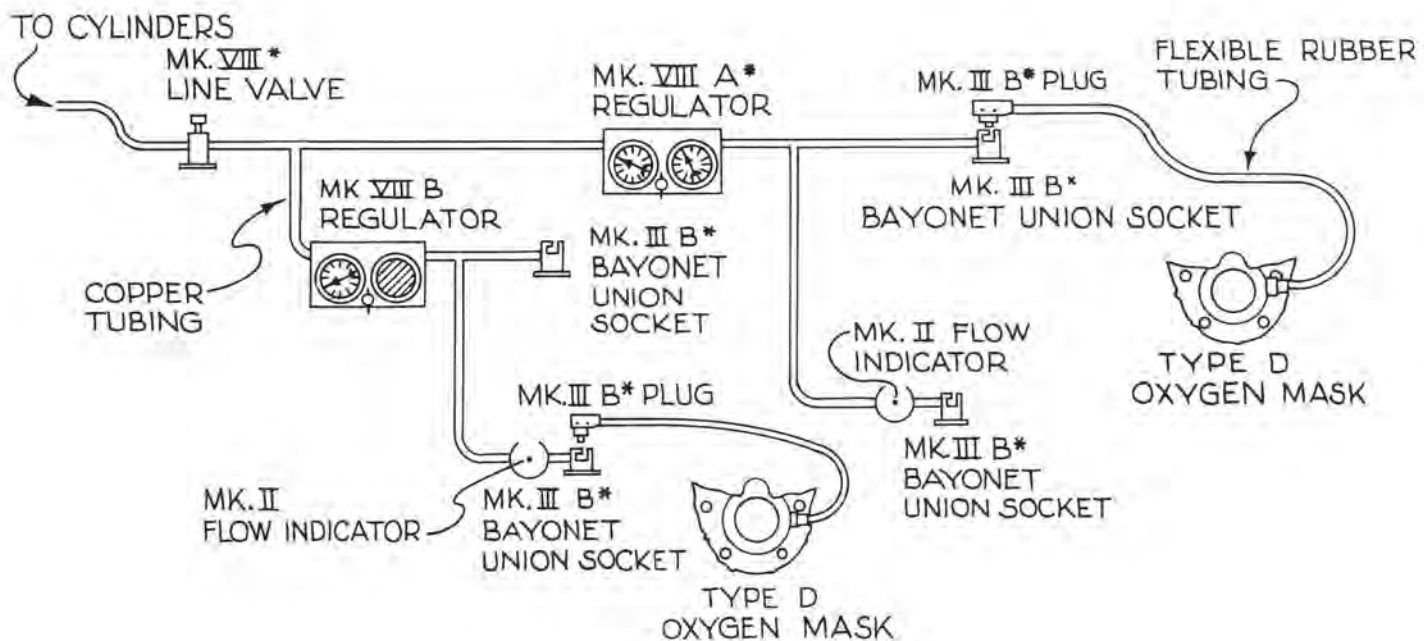 TO CYLINDERS
MK. VIII*
LINE VALVE
MK. VIII A*
REGULATOR
MK. III B* PLUG
FLEXIBLE RUBBER
TUBING
MK VIII B
REGULATOR
MK. III B*
BAYONET
UNION
SOCKET
MK. III B*
BAYONET UNION SOCKET
COPPER
TUBING
MK. II FLOW
INDICATOR
TYPE D
OXYGEN MASK
MK. III B* PLUG
MK. II
FLOW INDICATOR
MK. III B*
BAYONET
UNION SOCKET
MK. III B*
BAYONET
UNION SOCKET
TYPE D
OXYGEN MASK